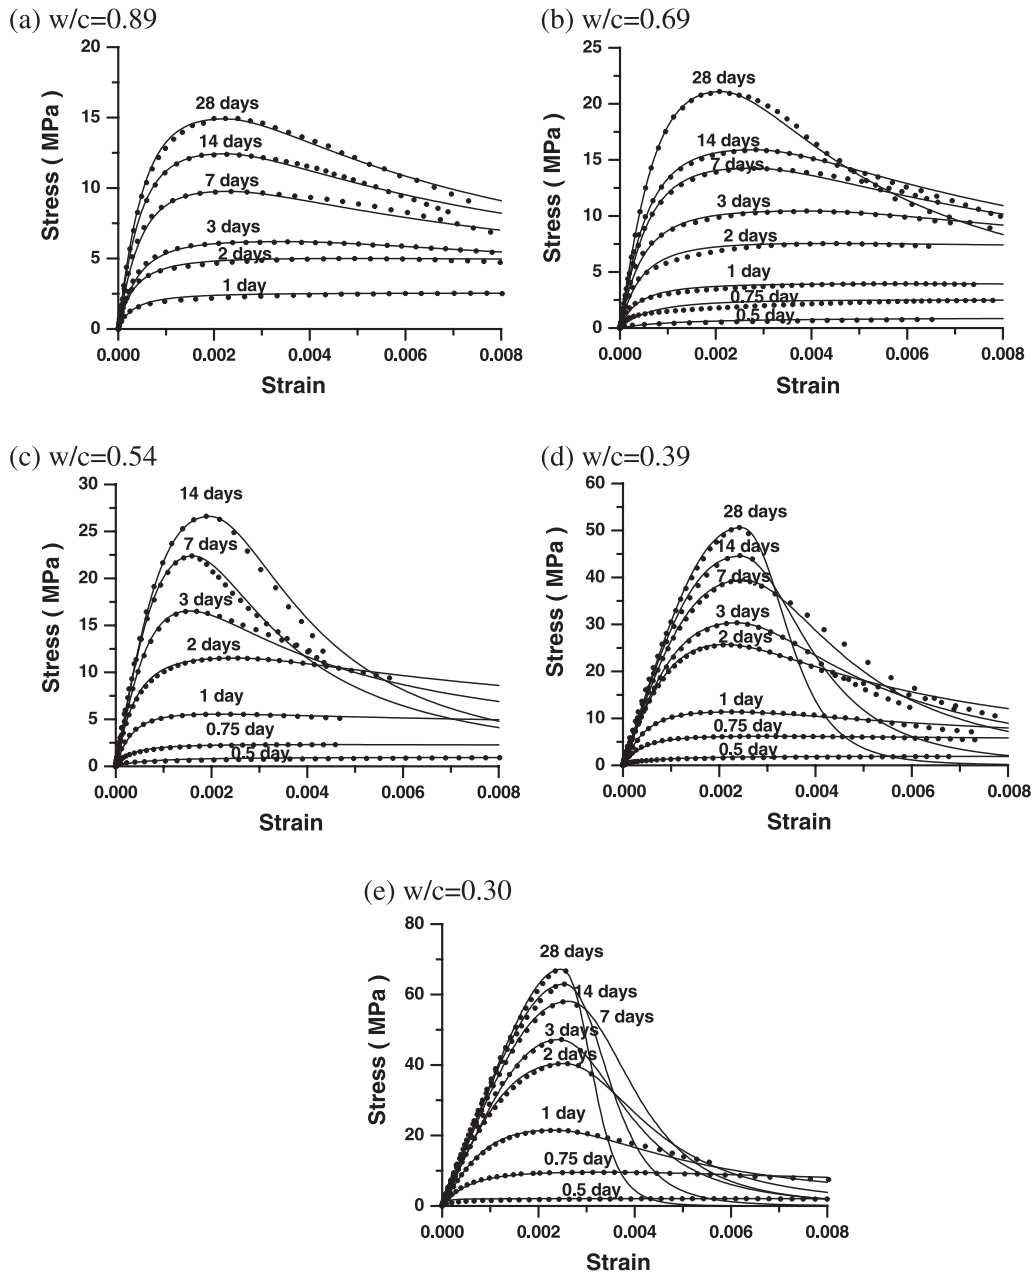 (a) w/c=0.89
20
15
10
5
0
Stress ( MPa )
28 days
14 days
7 days
3 days
2 days
1 day
0.000 0.002 0.004 0.006 0.008
Strain
(b) w/c=0.69
25
20
15
10
5
0
Stress ( MPa )
28 days
14 days
7 days
3 days
2 days
1 day
0.75 day
0.5 day
0.000 0.002 0.004 0.006 0.008
Strain
(c) w/c=0.54
30
25
20
15
10
5
0
Stress ( MPa )
14 days
7 days
3 days
2 days
1 day
0.75 day
0.5 day
0.000 0.002 0.004 0.006 0.008
Strain
(d) w/c=0.39
60
50
40
30
20
10
0
Stress ( MPa )
28 days
14 days
7 days
3 days
2 days
1 day
0.75 day
0.5 day
0.000 0.002 0.004 0.006 0.008
Strain
(e) w/c=0.30
80
60
40
20
0
Stress ( MPa )
28 days
14 days
7 days
3 days
2 days
1 day
0.75 day
0.5 day
0.000 0.002 0.004 0.006 0.008
Strain